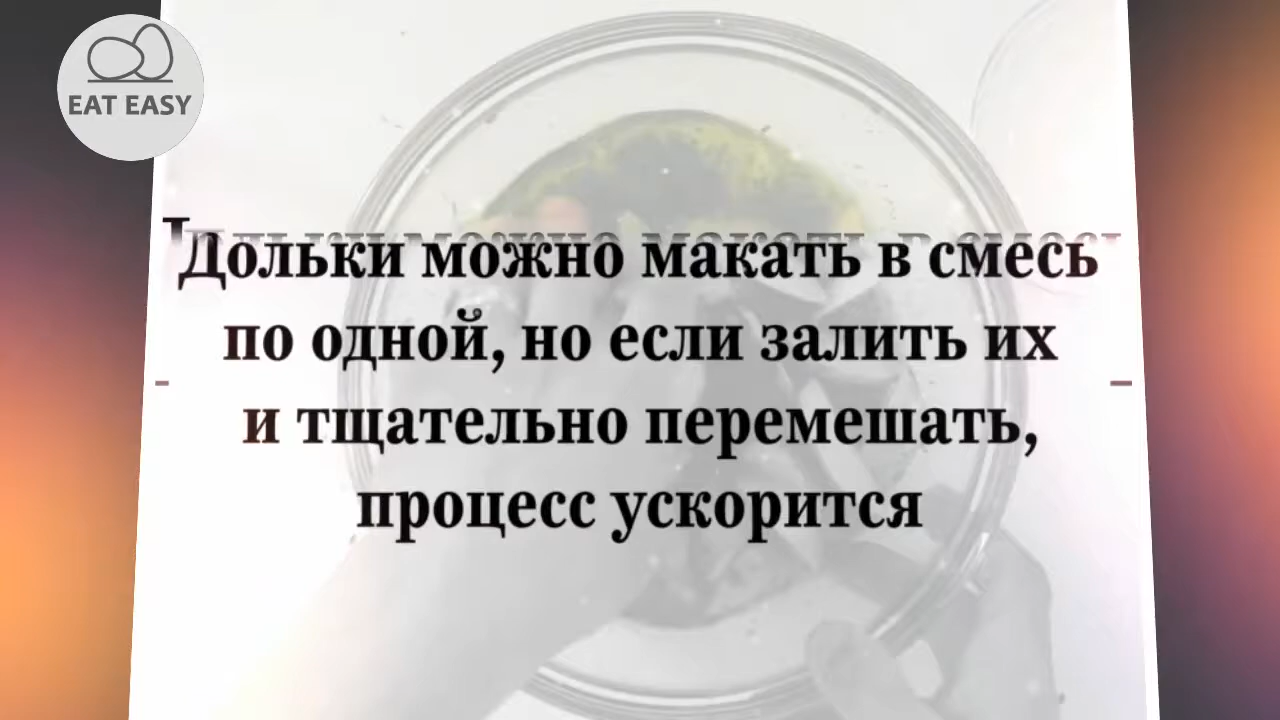 EAT EASY
Дольки можно макать в смесь
по одной, но если залить их
и тщательно перемешать,
процесс ускорится